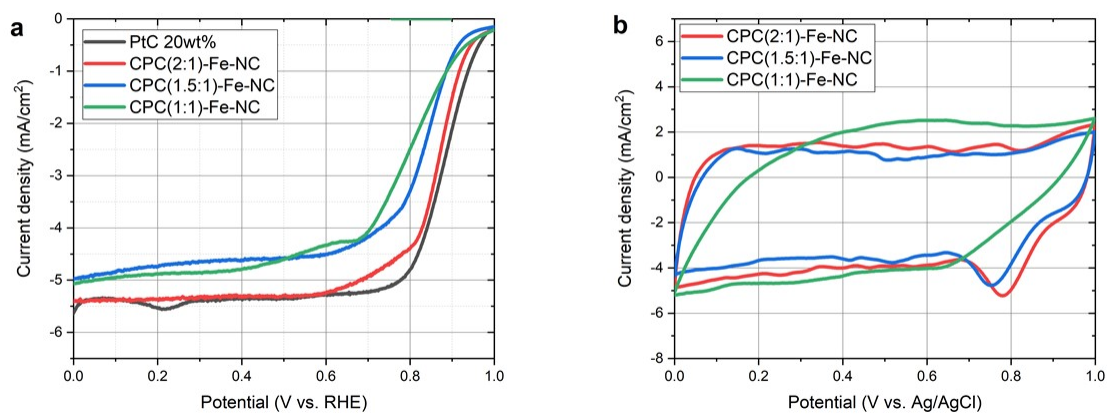 a
0
-1
-2
-3
-4
-5
-6
Current density (mA/cm²)
PtC 20wt%
CPC(2:1)-Fe-NC
CPC(1.5:1)-Fe-NC
CPC(1:1)-Fe-NC
0.0 0.2 0.4 0.6 0.8 1.0
Potential (V vs. RHE)
b
6
4
2
0
-2
-4
-6
-8
Current density (mA/cm²)
CPC(2:1)-Fe-NC
CPC(1.5:1)-Fe-NC
CPC(1:1)-Fe-NC
0.0 0.2 0.4 0.6 0.8 1.0
Potential (V vs. Ag/AgCl)